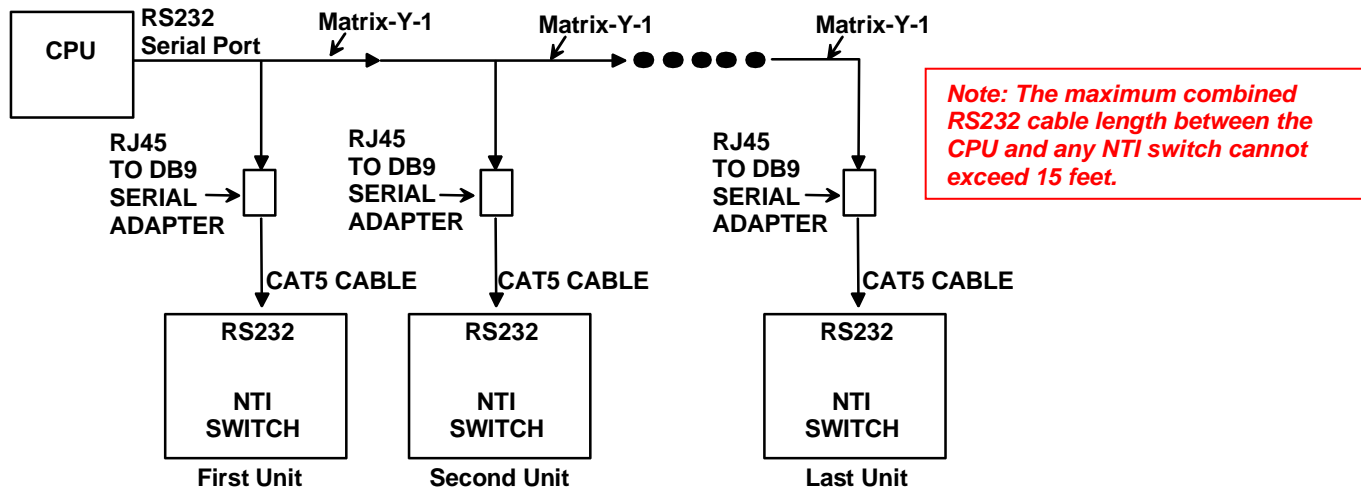 RS232
Serial Port
CPU
Matrix-Y-1
Matrix-Y-1
Matrix-Y-1
Note: The maximum combined
RS232 cable length between the
CPU and any NTI switch cannot
exceed 15 feet.
RJ45
TO DB9
SERIAL
ADAPTER
RJ45
TO DB9
SERIAL
ADAPTER
RJ45
TO DB9
SERIAL
ADAPTER
CAT5 CABLE
CAT5 CABLE
CAT5 CABLE
RS232
NTI
SWITCH
First Unit
RS232
NTI
SWITCH
Second Unit
RS232
NTI
SWITCH
Last Unit